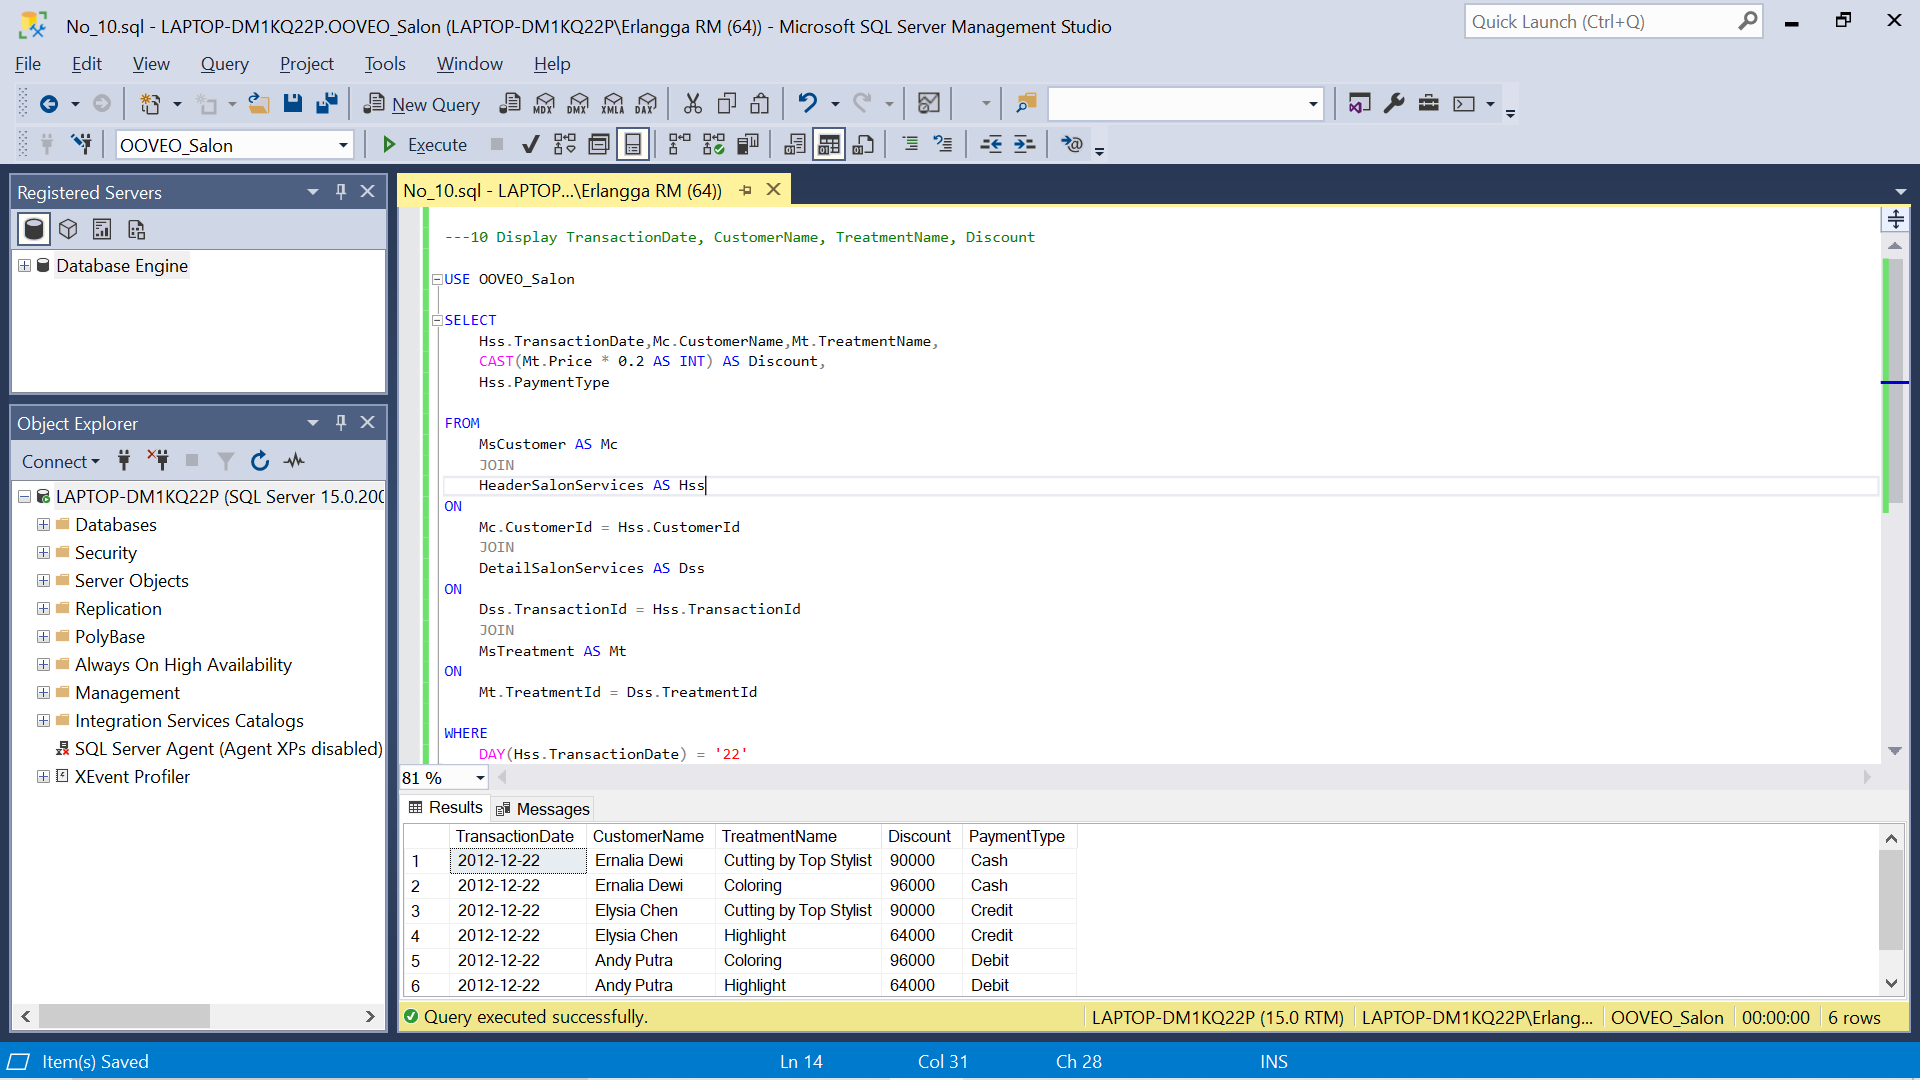 No_10.sql - LAPTOP-DM1KQ22P.OOVEO_Salon (LAPTOP-DM1KQ22P\Erlangga RM (64)) - Microsoft SQL Server Management Studio
Quick Launch (Ctrl+Q)
File Edit View Query Project Tools Window Help
New Query MDX DMX XMLA DAX
OOVEO_Salon Execute
Registered Servers
Database Engine
Object Explorer
Connect
LAPTOP-DM1KQ22P (SQL Server 15.0.200
Databases
Security
Server Objects
Replication
PolyBase
Always On High Availability
Management
Integration Services Catalogs
SQL Server Agent (Agent XPs disabled)
XEvent Profiler
No_10.sql - LAPTOP...\Erlangga RM (64))
---10 Display TransactionDate, CustomerName, TreatmentName, Discount
USE OOVEO_Salon
SELECT
Hss.TransactionDate,Mc.CustomerName,Mt.TreatmentName,
CAST(Mt.Price * 0.2 AS INT) AS Discount,
Hss.PaymentType
FROM
MsCustomer AS Mc
JOIN
HeaderSalonServices AS Hss
ON
Mc.CustomerId = Hss.CustomerId
JOIN
DetailSalonServices AS Dss
ON
Dss.TransactionId = Hss.TransactionId
JOIN
MsTreatment AS Mt
ON
Mt.TreatmentId = Dss.TreatmentId
WHERE
DAY(Hss.TransactionDate) = '22'
81 %
Results Messages
TransactionDate CustomerName TreatmentName Discount PaymentType
1 2012-12-22 Ernalia Dewi Cutting by Top Stylist 90000 Cash
2 2012-12-22 Ernalia Dewi Coloring 96000 Cash
3 2012-12-22 Elysia Chen Cutting by Top Stylist 90000 Credit
4 2012-12-22 Elysia Chen Highlight 64000 Credit
5 2012-12-22 Andy Putra Coloring 96000 Debit
6 2012-12-22 Andy Putra Highlight 64000 Debit
Query executed successfully. LAPTOP-DM1KQ22P (15.0 RTM) LAPTOP-DM1KQ22P\Erlang... OOVEO_Salon 00:00:00 6 rows
Item(s) Saved Ln 14 Col 31 Ch 28 INS